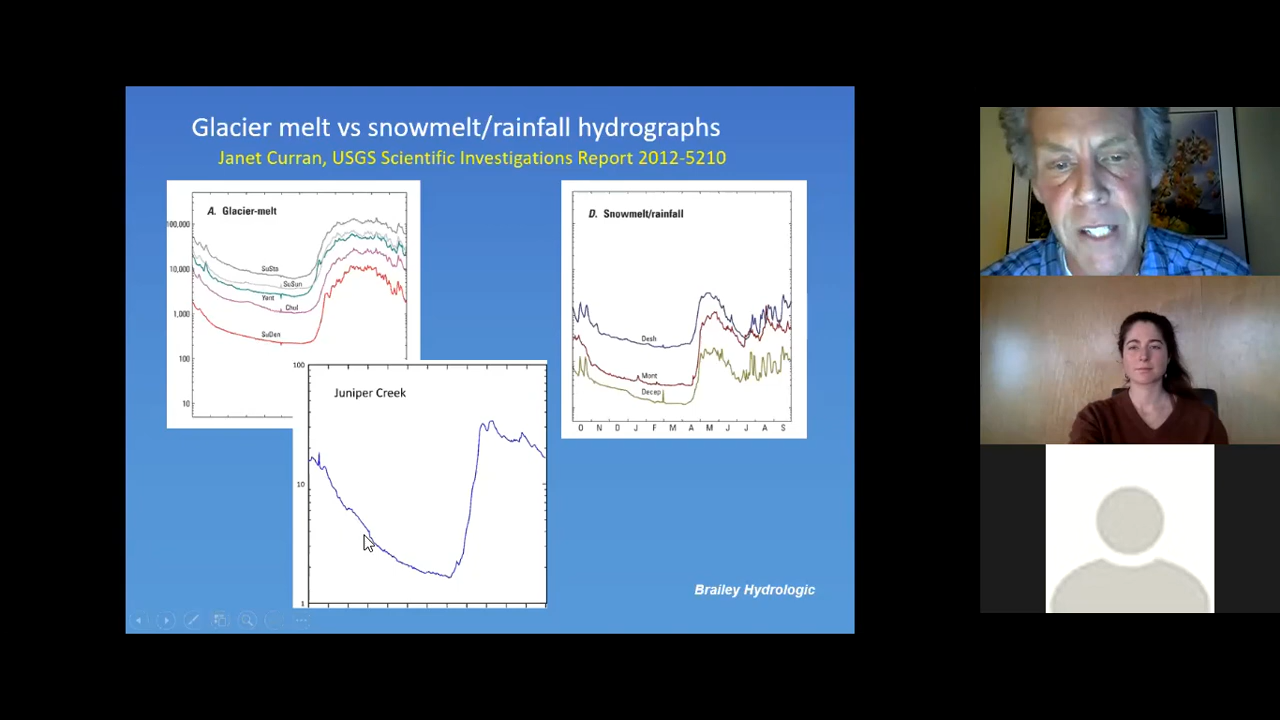 Glacier melt vs snowmelt/rainfall hydrographs
Janet Curran, USGS Scientific Investigations Report 2012-5210
A. Glacier-melt
100,000
10,000
1,000
100
10
SuSta
SuSun
Yent
Chul
SuDen
D. Snowmelt/rainfall
Desh
Mont
Decep
O N D J F M A M J J A S
Juniper Creek
100
10
1
Brailey Hydrologic